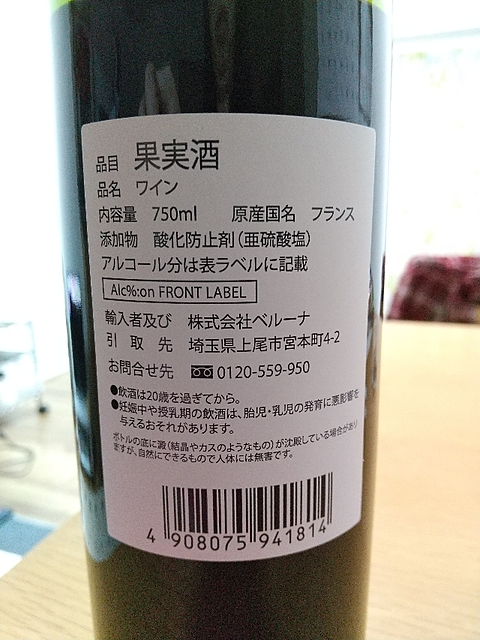 品目 果実酒
品名 ワイン
内容量 750ml 原産国名 フランス
添加物 酸化防止剤(亜硫酸塩)
アルコール分は表ラベルに記載
Alc%:on FRONT LABEL
輸入者及び 株式会社ベルーナ
引取先 埼玉県上尾市宮本町4-2
お問合せ先 0120-559-950
●飲酒は20歳を過ぎてから。
●妊娠中や授乳期の飲酒は、胎児・乳児の発育に悪影響を
与えるおそれがあります。
ボトルの底に澱(結晶やカスのようなもの)が沈殿している場合があり
ますが、自然にできるもので人体には無害です。
4 908075 941814